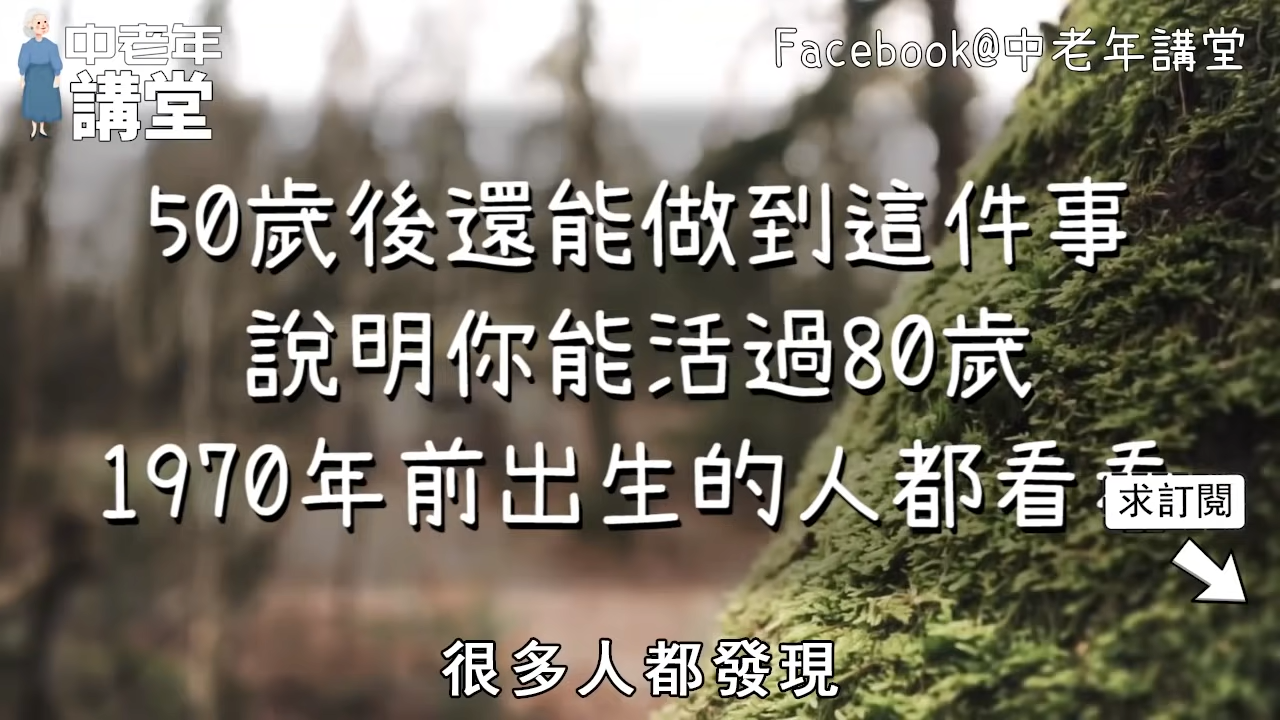 中老年
講堂
Facebook@中老年講堂
50歲後還能做到這件事
說明你能活過80歲
1970年前出生的人都看
求訂閱
很多人都發現